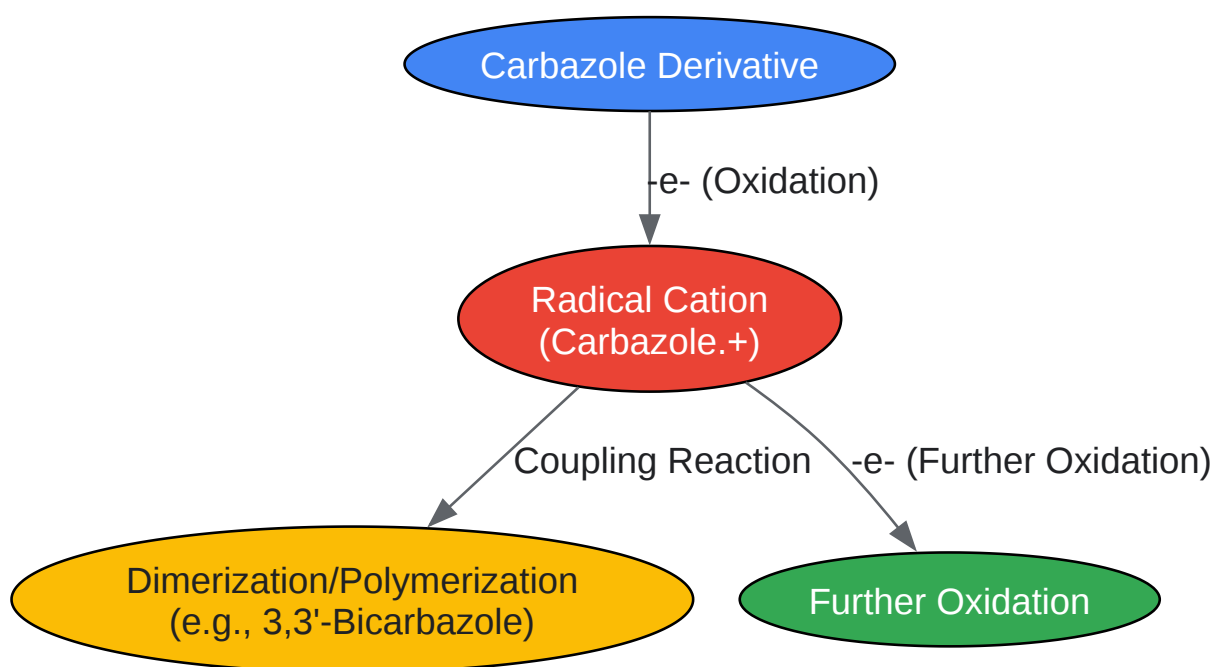 Carbazole Derivative
-e- (Oxidation)
Radical Cation
(Carbazole.+)
Coupling Reaction
-e- (Further Oxidation)
Dimerization/Polymerization
(e.g., 3,3'-Bicarbazole)
Further Oxidation